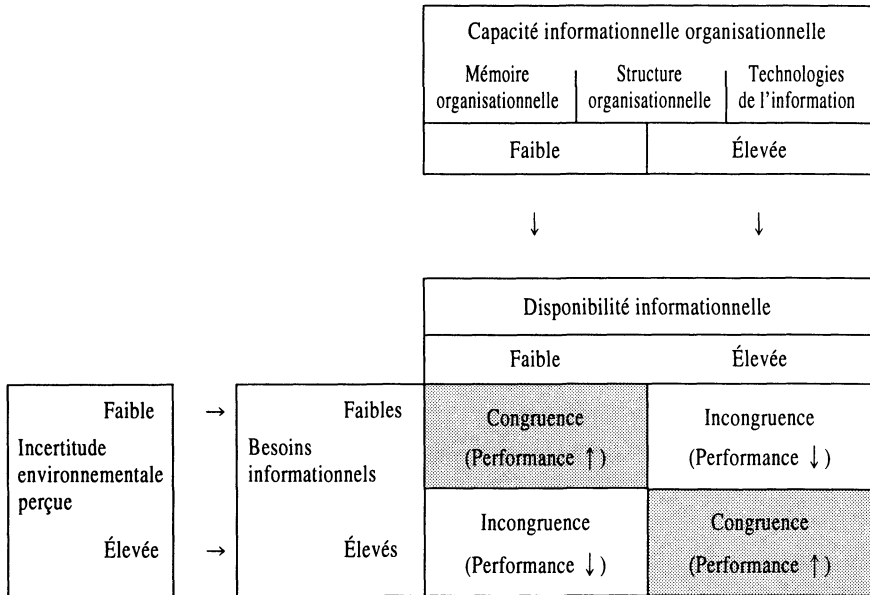 Capacité informationnelle organisationnelle
Mémoire organisationnelle
Structure organisationnelle
Technologies de l'information
Faible Élevée
↓ ↓
Disponibilité informationnelle
Faible Élevée
Faible → Faibles
Incertitude environnementale perçue
Besoins informationnels
Élevée → Élevés
Congruence
(Performance ↑)
Incongruence
(Performance ↓)
Incongruence
(Performance ↓)
Congruence
(Performance ↑)